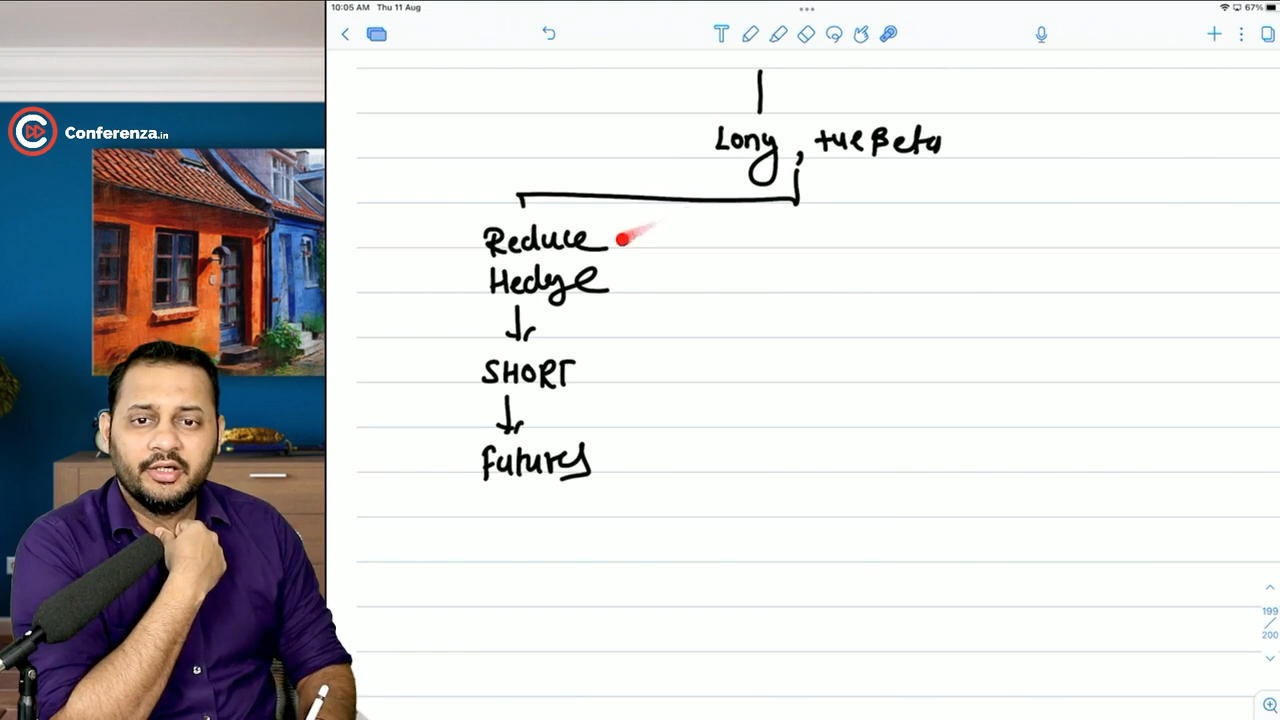 10:05 AM Thu 11 Aug
67%
Conferenza.in
Long, +ve Beta
Reduce
Hedge
SHORT
Futures
199
200